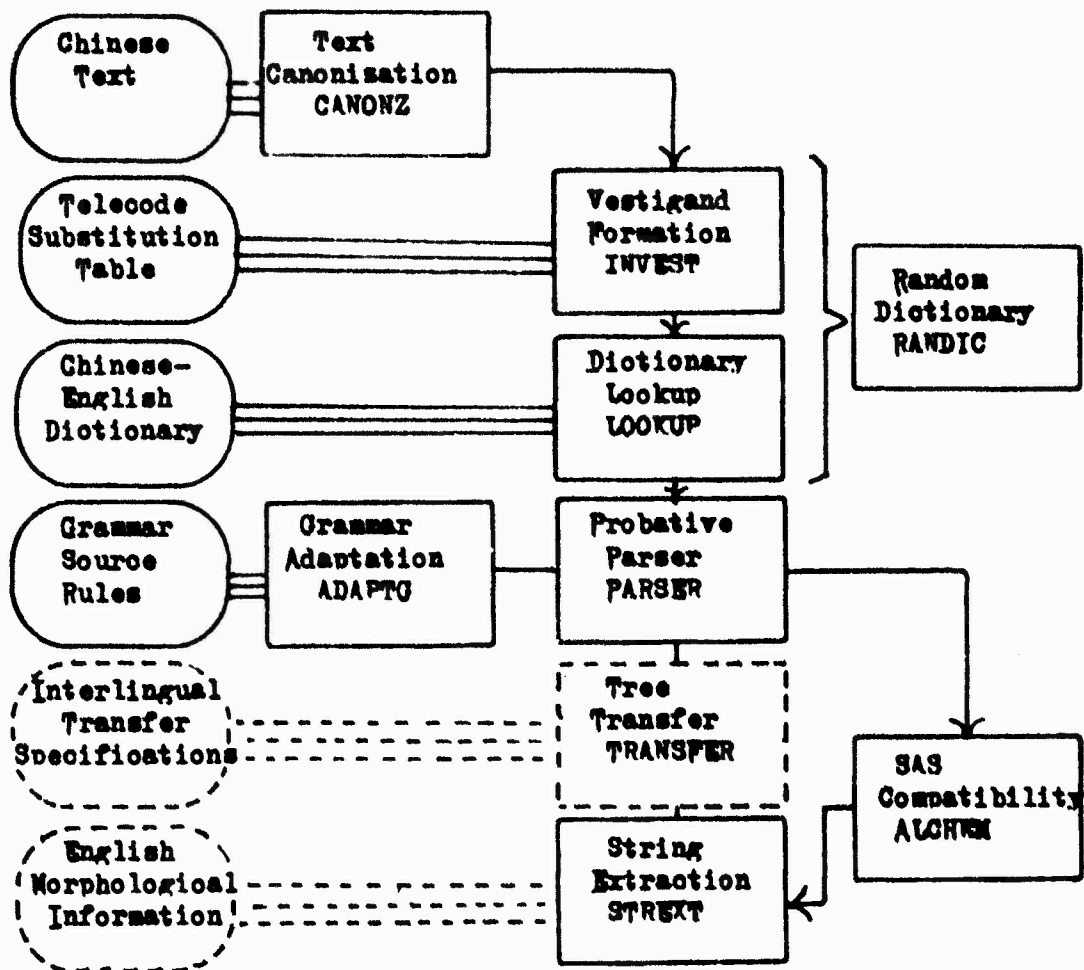 Chinese
Text
Text
Canonization
CANONZ
Telecode
Substitution
Table
Vestigand
Formation
INVEST
Random
Dictionary
RANDIC
Chinese-
English
Dictionary
Dictionary
Lookup
LOOKUP
Grammar
Source
Rules
Grammar
Adaptation
ADAPTG
Probative
Parser
PARSER
Interlingual
Transfer
Specifications
Tree
Transfer
TRANSFER
SAS
Compatibility
ALCHEM
English
Morphological
Information
String
Extraction
STREXT